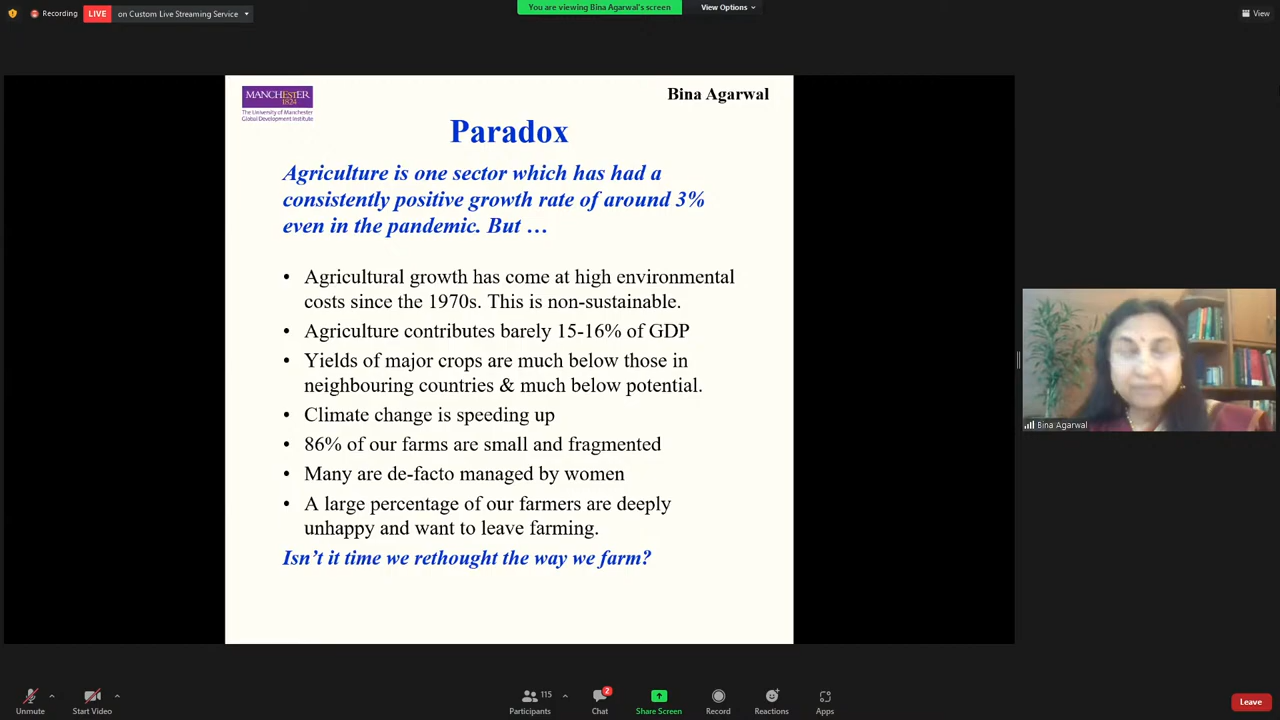 Recording
LIVE
on Custom Live Streaming Service
You are viewing Bina Agarwal's screen
View Options
View
MANCHESTER
1824
The University of Manchester
Global Development Institute
Bina Agarwal
Paradox
Agriculture is one sector which has had a
consistently positive growth rate of around 3%
even in the pandemic. But …
• Agricultural growth has come at high environmental
costs since the 1970s. This is non-sustainable.
• Agriculture contributes barely 15-16% of GDP
• Yields of major crops are much below those in
neighbouring countries & much below potential.
• Climate change is speeding up
• 86% of our farms are small and fragmented
• Many are de-facto managed by women
• A large percentage of our farmers are deeply
unhappy and want to leave farming.
Isn't it time we rethought the way we farm?
Bina Agarwal
Unmute
Start Video
115
Participants
2
Chat
Share Screen
Record
Reactions
Apps
Leave